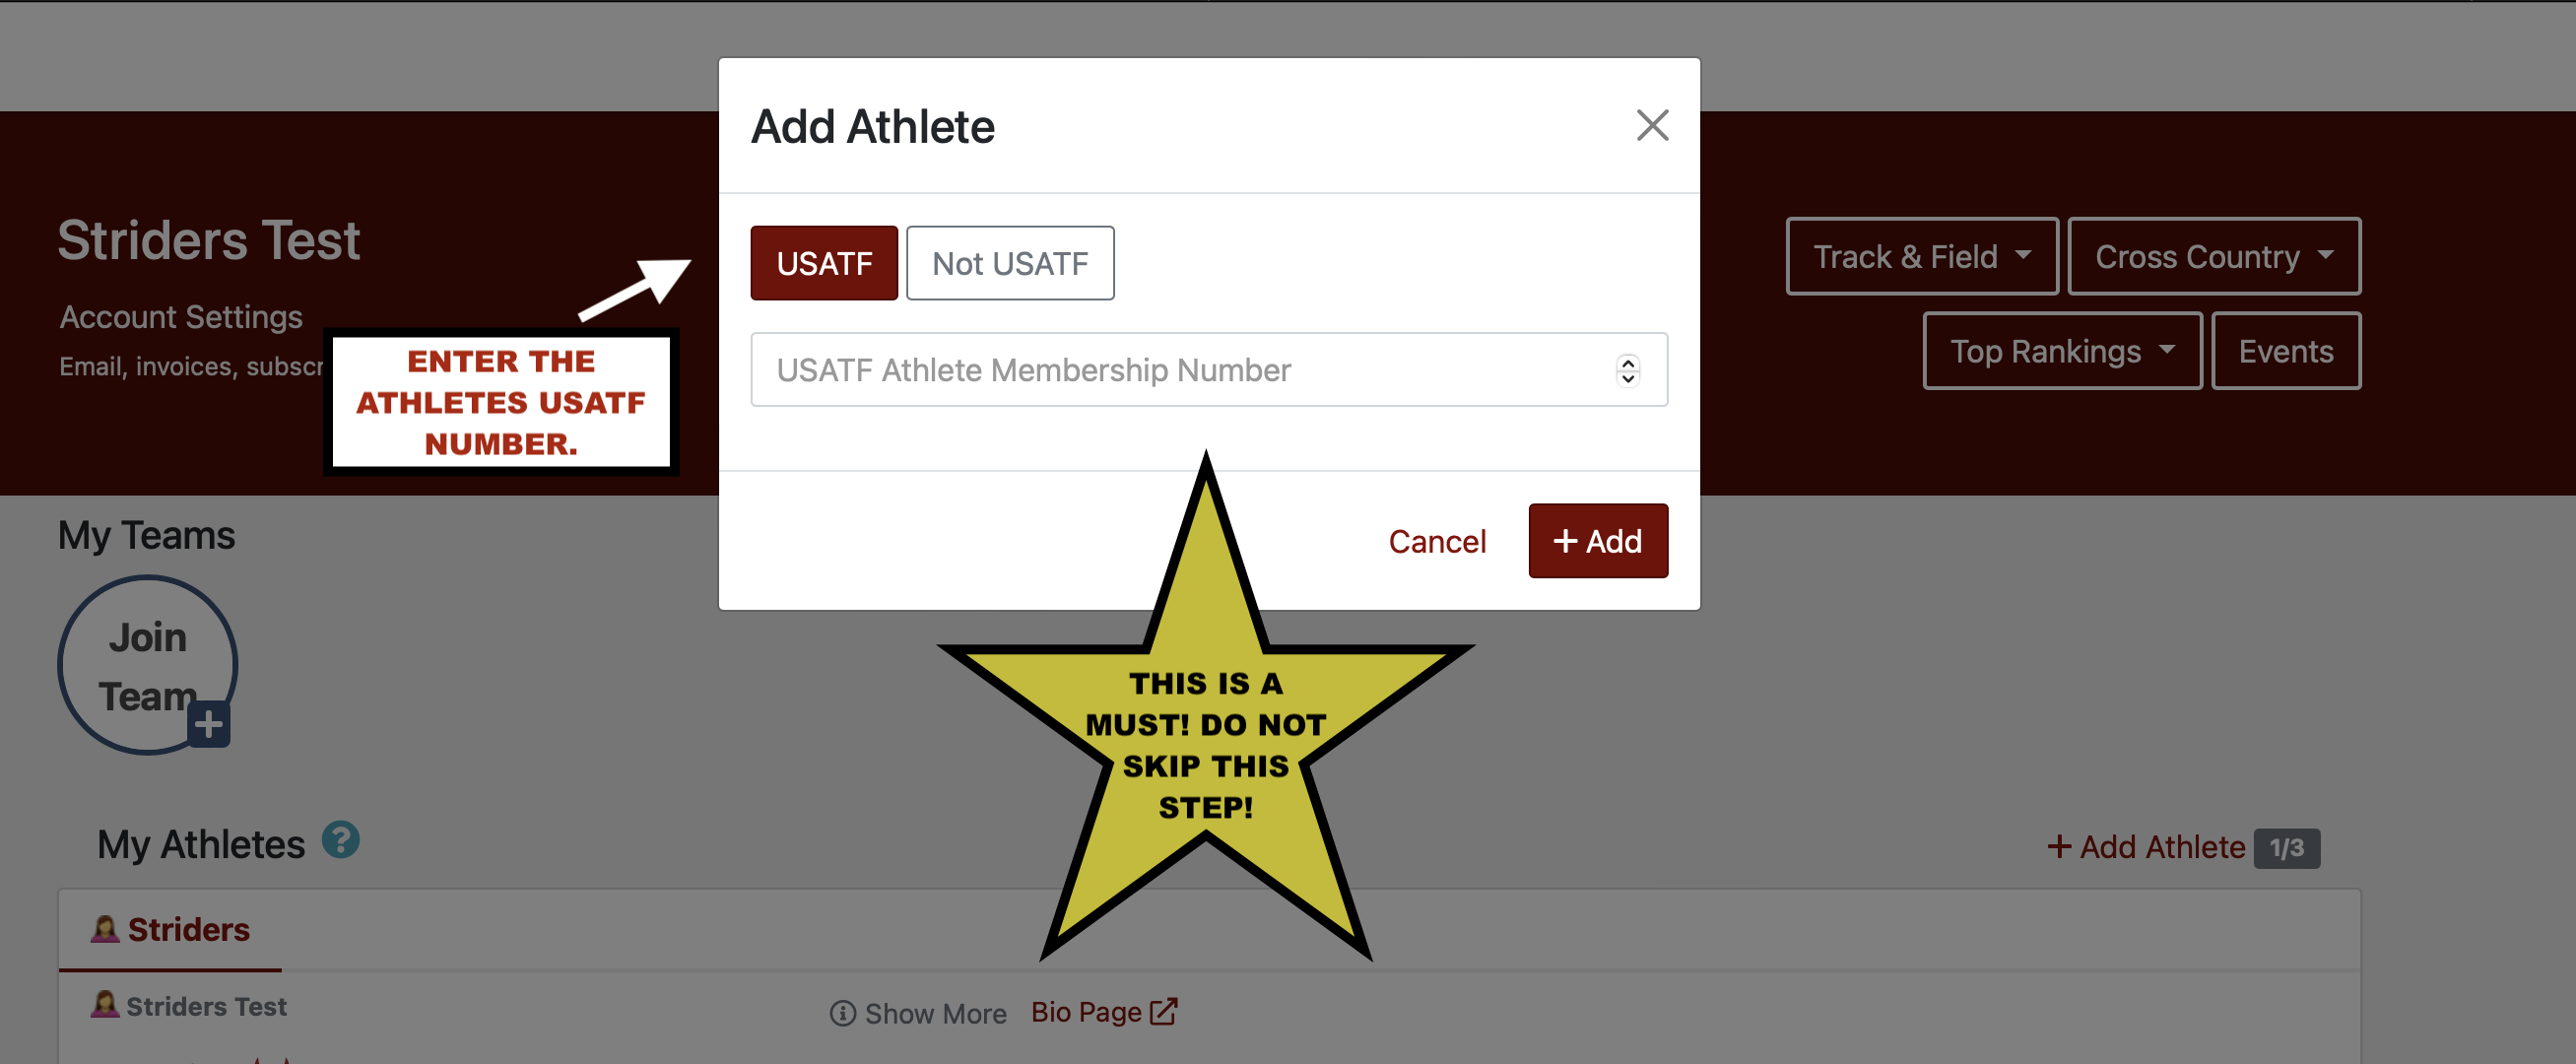 Add Athlete
USATF
Not USATF
USATF Athlete Membership Number
Cancel
+ Add
Striders Test
Account Settings
Email, invoices, subscr
ENTER THE
ATHLETES USATF
NUMBER.
Track & Field
Cross Country
Top Rankings
Events
My Teams
Join
Team
THIS IS A
MUST! DO NOT
SKIP THIS
STEP!
My Athletes ?
+ Add Athlete 1/3
Striders
Striders Test
Show More
Bio Page